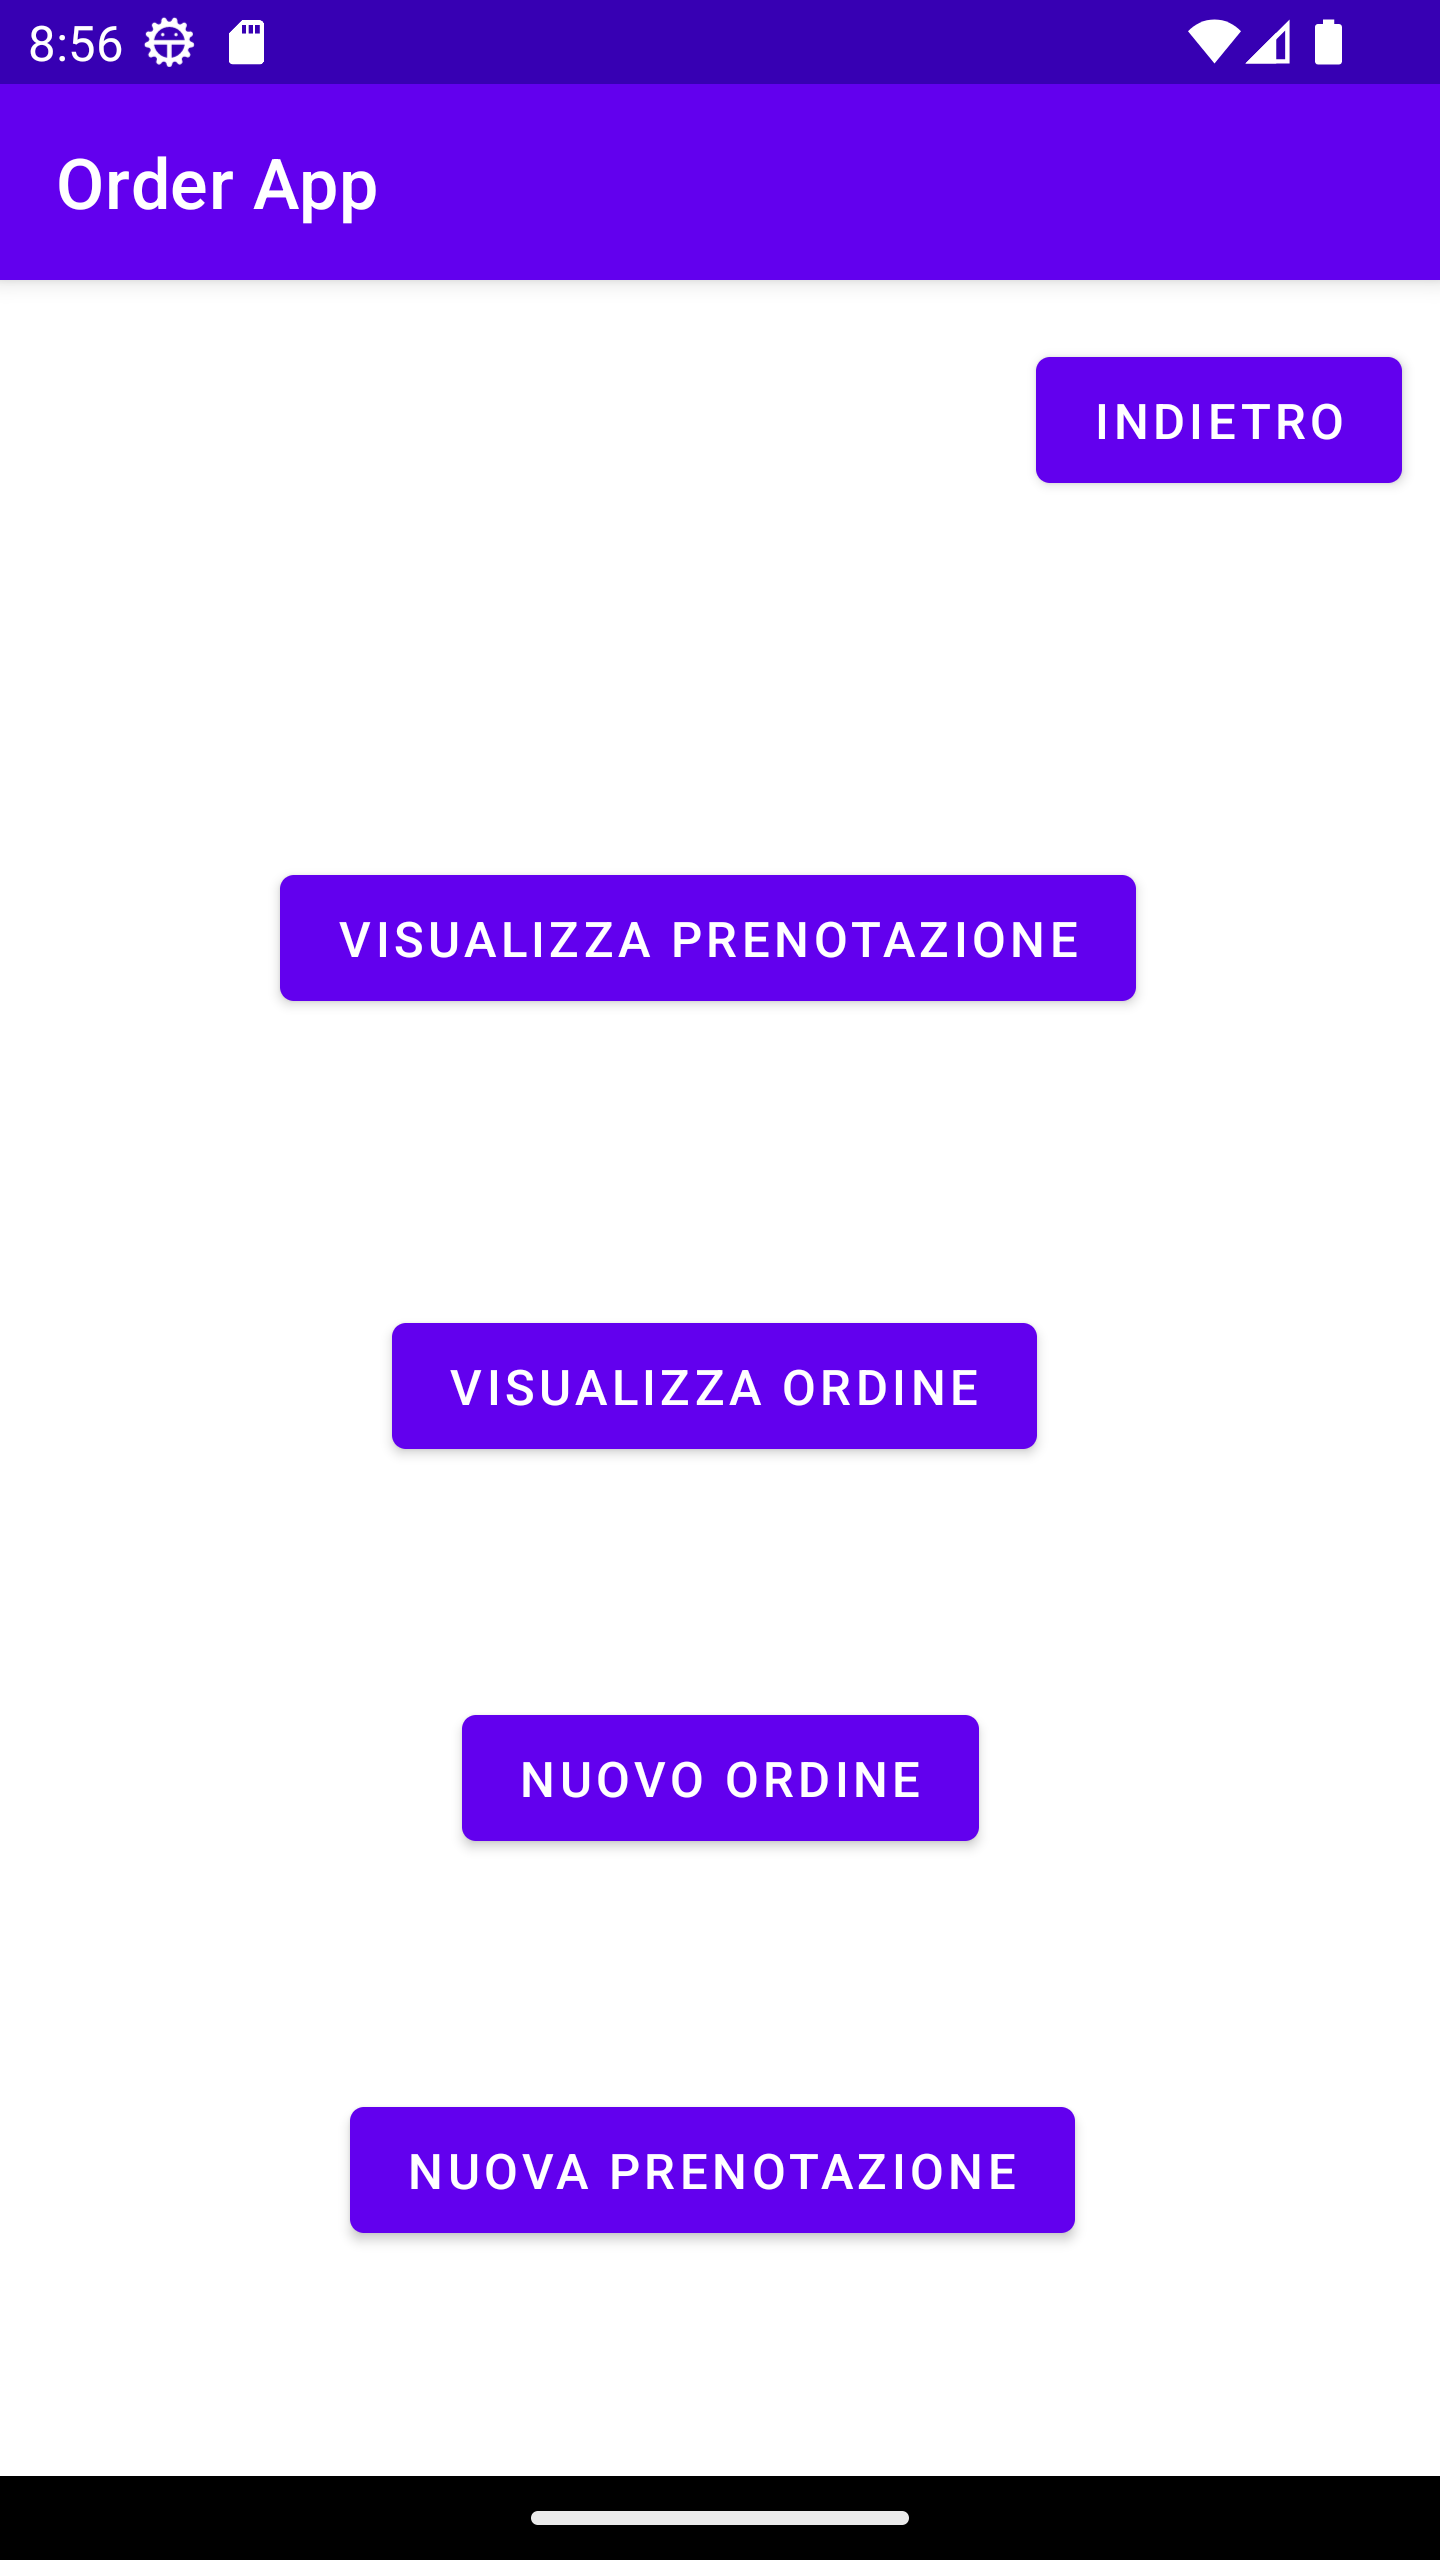 8:56
Order App
INDIETRO
VISUALIZZA PRENOTAZIONE
VISUALIZZA ORDINE
NUOVO ORDINE
NUOVA PRENOTAZIONE